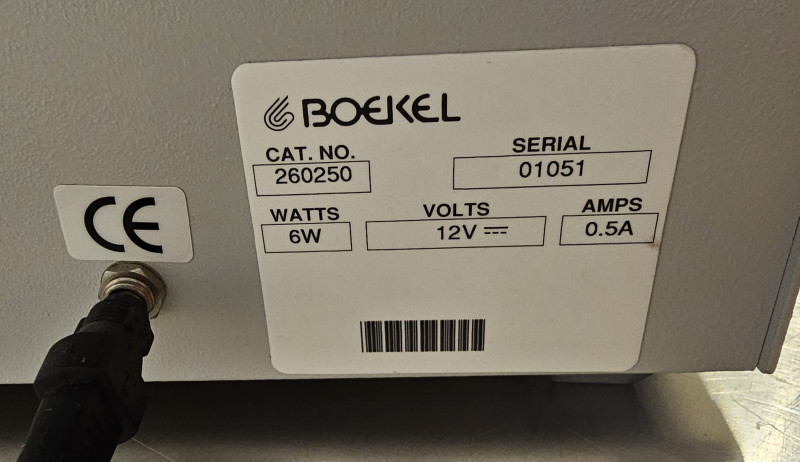 BOEKEL
CAT. NO. SERIAL
260250 01051
WATTS VOLTS AMPS
6W 12V ⎓ 0.5A
CE